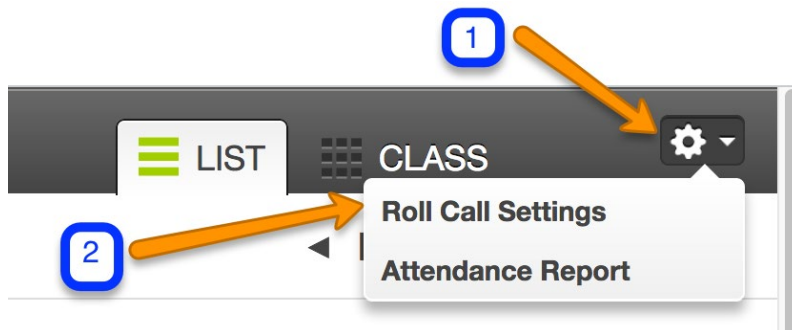 1
LIST
CLASS
Roll Call Settings
2
Attendance Report